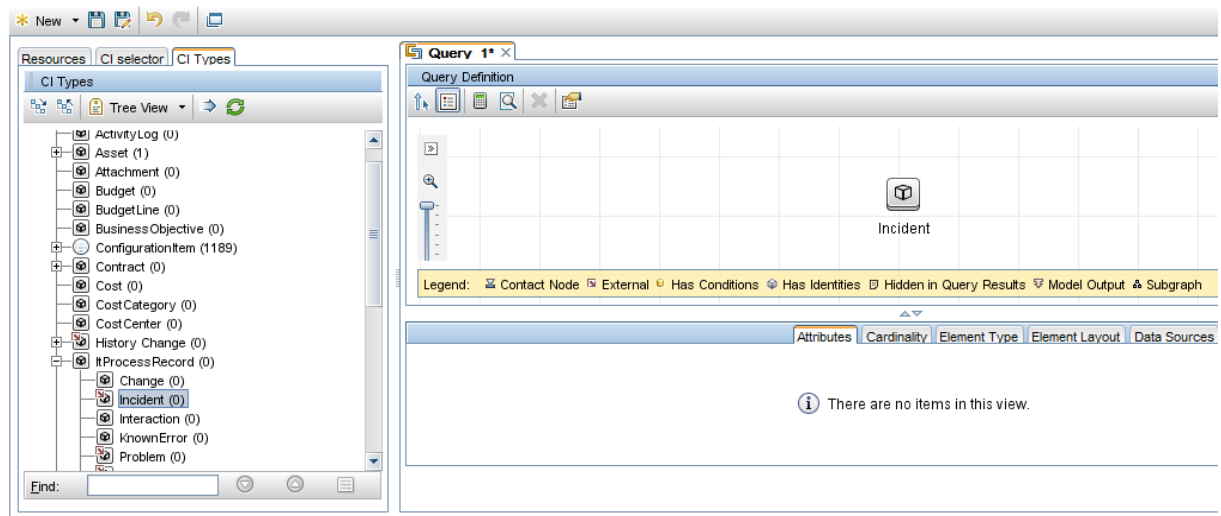 New
Resources CI selector CI Types
CI Types
Tree View
ActivityLog (0)
Asset (1)
Attachment (0)
Budget (0)
BudgetLine (0)
BusinessObjective (0)
ConfigurationItem (1189)
Contract (0)
Cost (0)
CostCategory (0)
CostCenter (0)
History Change (0)
ItProcessRecord (0)
Change (0)
Incident (0)
Interaction (0)
KnownError (0)
Problem (0)
Find:
Query 1*
Query Definition
Incident
Legend: Contact Node External Has Conditions Has Identities Hidden in Query Results Model Output Subgraph
Attributes Cardinality Element Type Element Layout Data Sources
There are no items in this view.